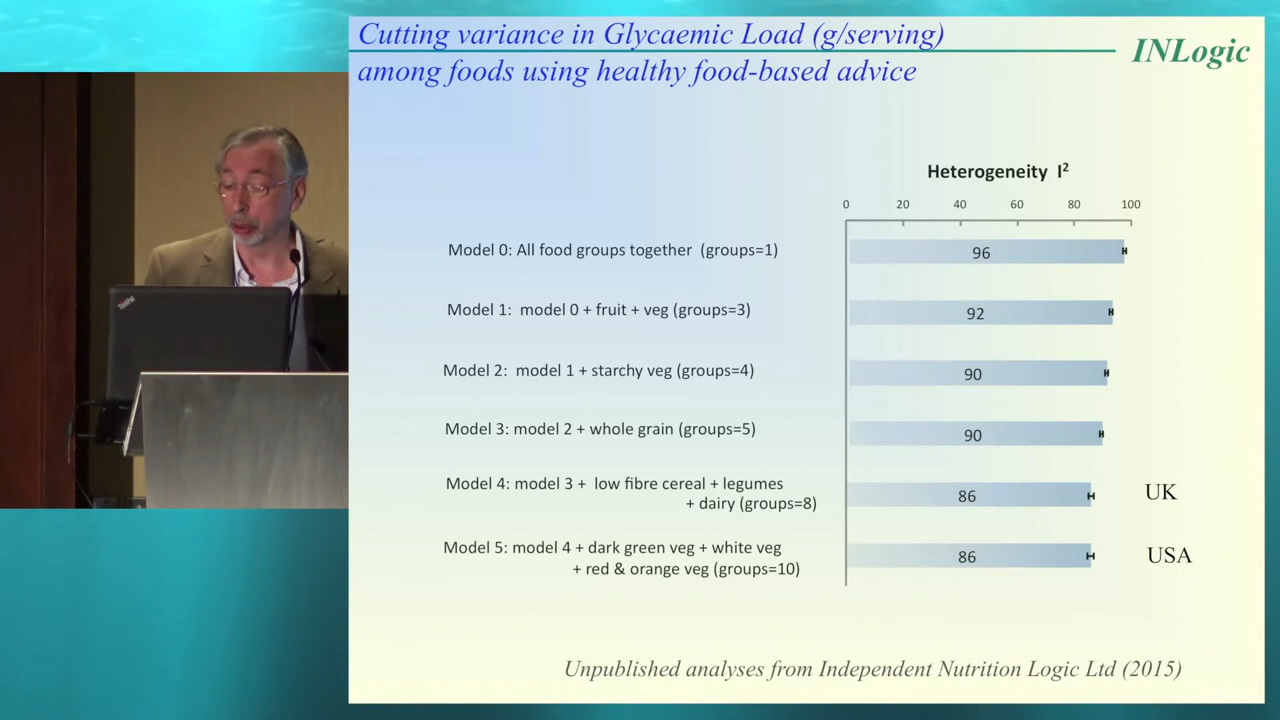 Cutting variance in Glycaemic Load (g/serving)
among foods using healthy food-based advice
INLogic
Heterogeneity I²
0 20 40 60 80 100
Model 0: All food groups together (groups=1)
96
Model 1: model 0 + fruit + veg (groups=3)
92
Model 2: model 1 + starchy veg (groups=4)
90
Model 3: model 2 + whole grain (groups=5)
90
Model 4: model 3 + low fibre cereal + legumes
+ dairy (groups=8)
86
UK
Model 5: model 4 + dark green veg + white veg
+ red & orange veg (groups=10)
86
USA
Unpublished analyses from Independent Nutrition Logic Ltd (2015)
ThinkPad